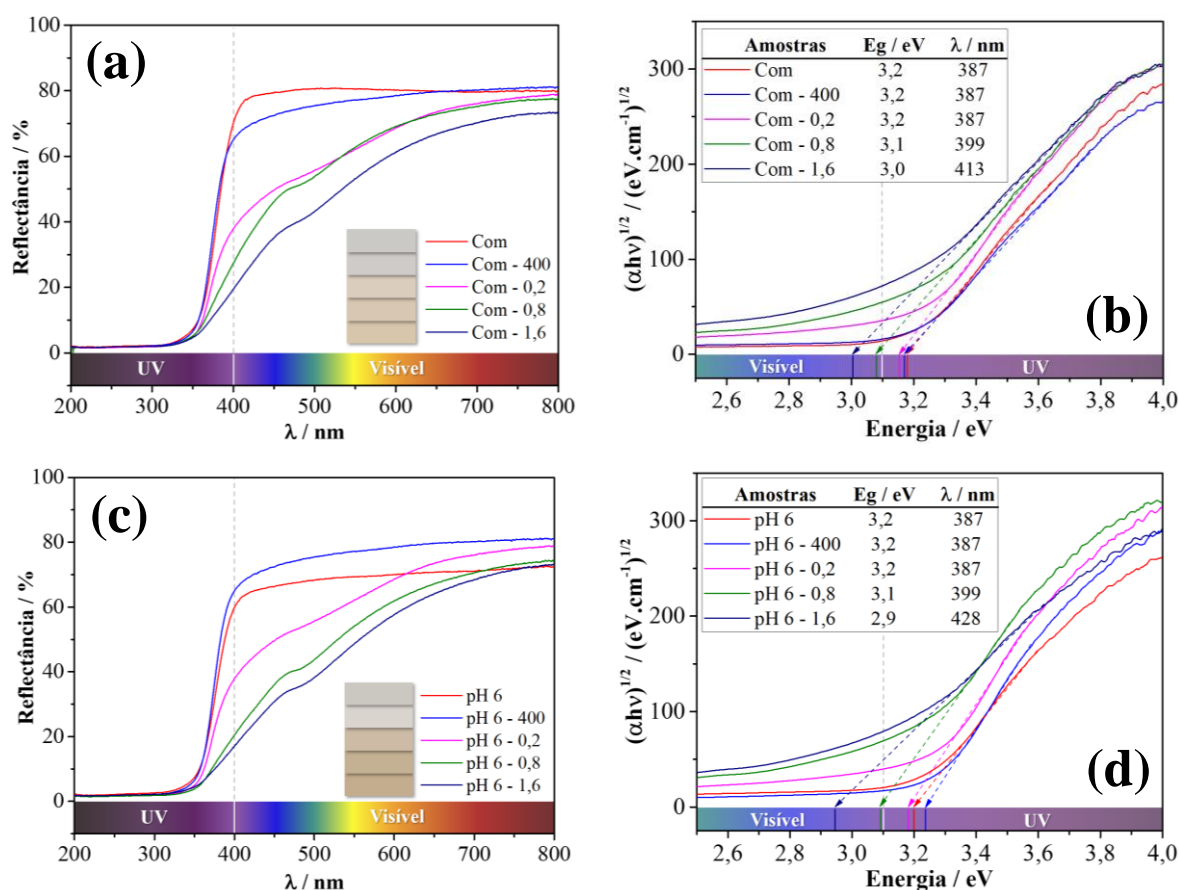 (a)
Reflectância / %
100
80
60
40
20
0
Com
Com - 400
Com - 0,2
Com - 0,8
Com - 1,6
UV Visível
200 300 400 500 600 700 800
λ / nm
(b)
(αhν)^1/2 / (eV.cm⁻¹)^1/2
300
200
100
0
Amostras Eg / eV λ / nm
Com 3,2 387
Com - 400 3,2 387
Com - 0,2 3,2 387
Com - 0,8 3,1 399
Com - 1,6 3,0 413
Visível UV
2,6 2,8 3,0 3,2 3,4 3,6 3,8 4,0
Energia / eV
(c)
Reflectância / %
100
80
60
40
20
0
pH 6
pH 6 - 400
pH 6 - 0,2
pH 6 - 0,8
pH 6 - 1,6
UV Visível
200 300 400 500 600 700 800
λ / nm
(d)
(αhν)^1/2 / (eV.cm⁻¹)^1/2
300
200
100
0
Amostras Eg / eV λ / nm
pH 6 3,2 387
pH 6 - 400 3,2 387
pH 6 - 0,2 3,2 387
pH 6 - 0,8 3,1 399
pH 6 - 1,6 2,9 428
Visível UV
2,6 2,8 3,0 3,2 3,4 3,6 3,8 4,0
Energia / eV